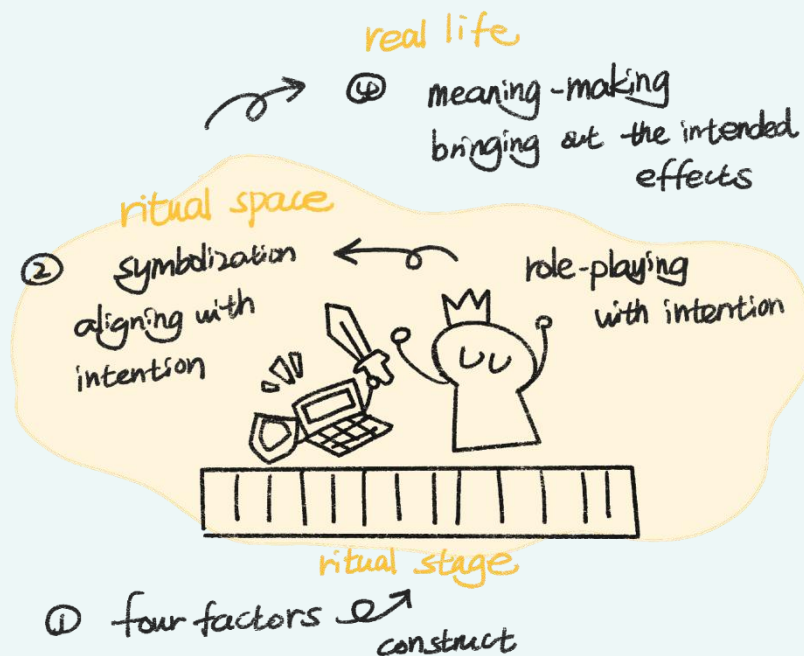 real life
④ meaning-making
bringing out the intended
effects
ritual space
② symbolization
aligning with
intention
role-playing
with intention
ritual stage
① four factors
construct